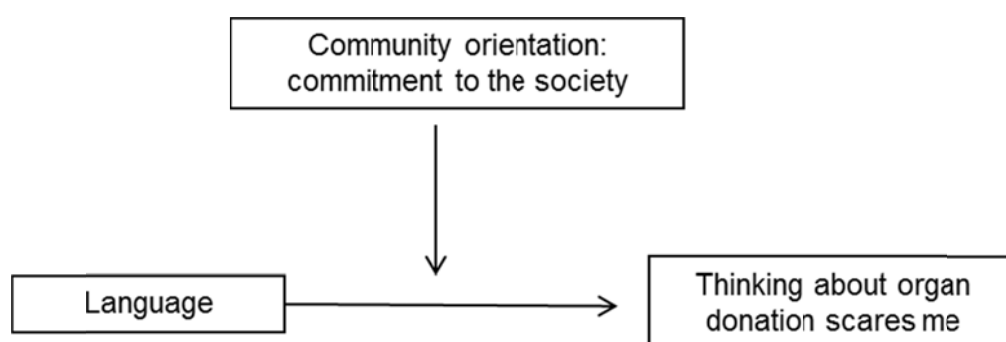 Community orientation:
commitment to the society
Language
Thinking about organ
donation scares me